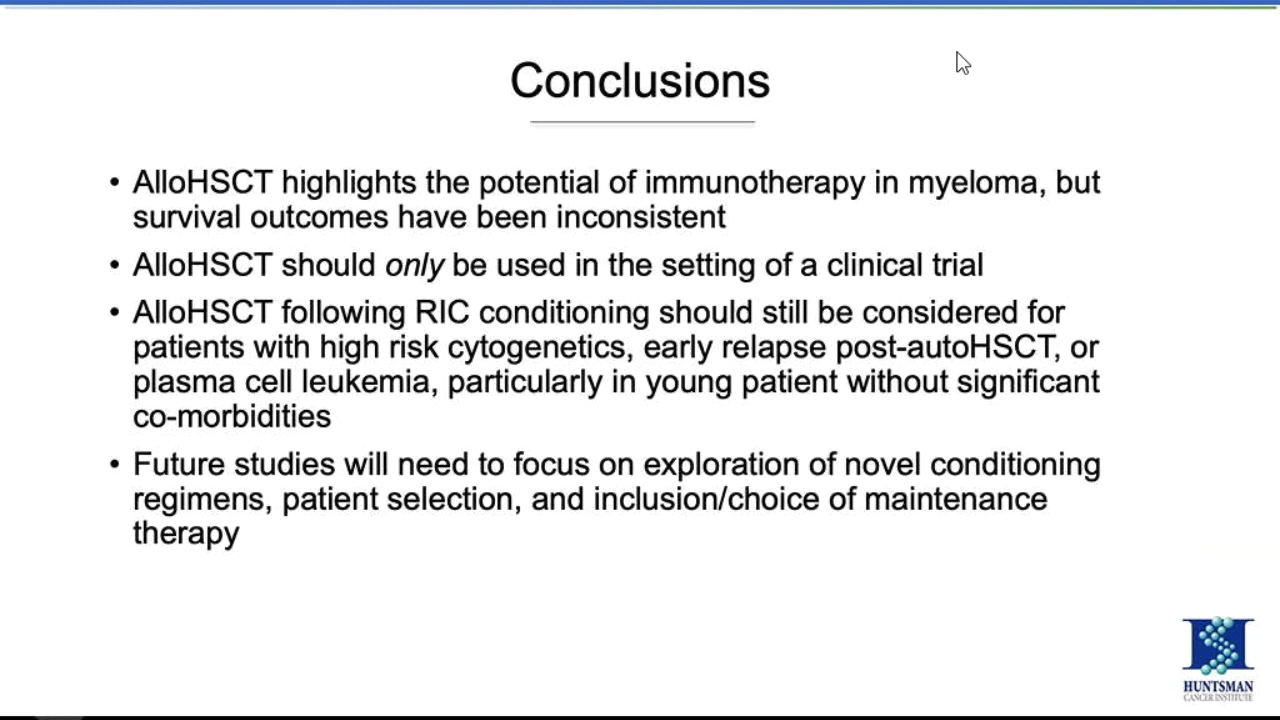 Conclusions
• AlloHSCT highlights the potential of immunotherapy in myeloma, but
survival outcomes have been inconsistent
• AlloHSCT should only be used in the setting of a clinical trial
• AlloHSCT following RIC conditioning should still be considered for
patients with high risk cytogenetics, early relapse post-autoHSCT, or
plasma cell leukemia, particularly in young patient without significant
co-morbidities
• Future studies will need to focus on exploration of novel conditioning
regimens, patient selection, and inclusion/choice of maintenance
therapy
HUNTSMAN
CANCER INSTITUTE